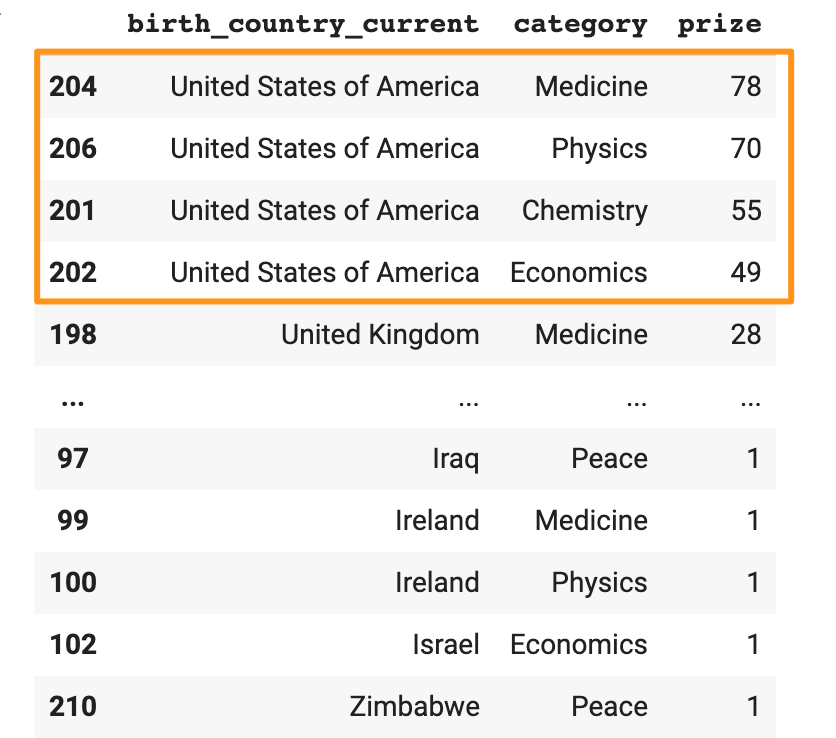 birth_country_current category prize
204 United States of America Medicine 78
206 United States of America Physics 70
201 United States of America Chemistry 55
202 United States of America Economics 49
198 United Kingdom Medicine 28
... ... ... ...
97 Iraq Peace 1
99 Ireland Medicine 1
100 Ireland Physics 1
102 Israel Economics 1
210 Zimbabwe Peace 1